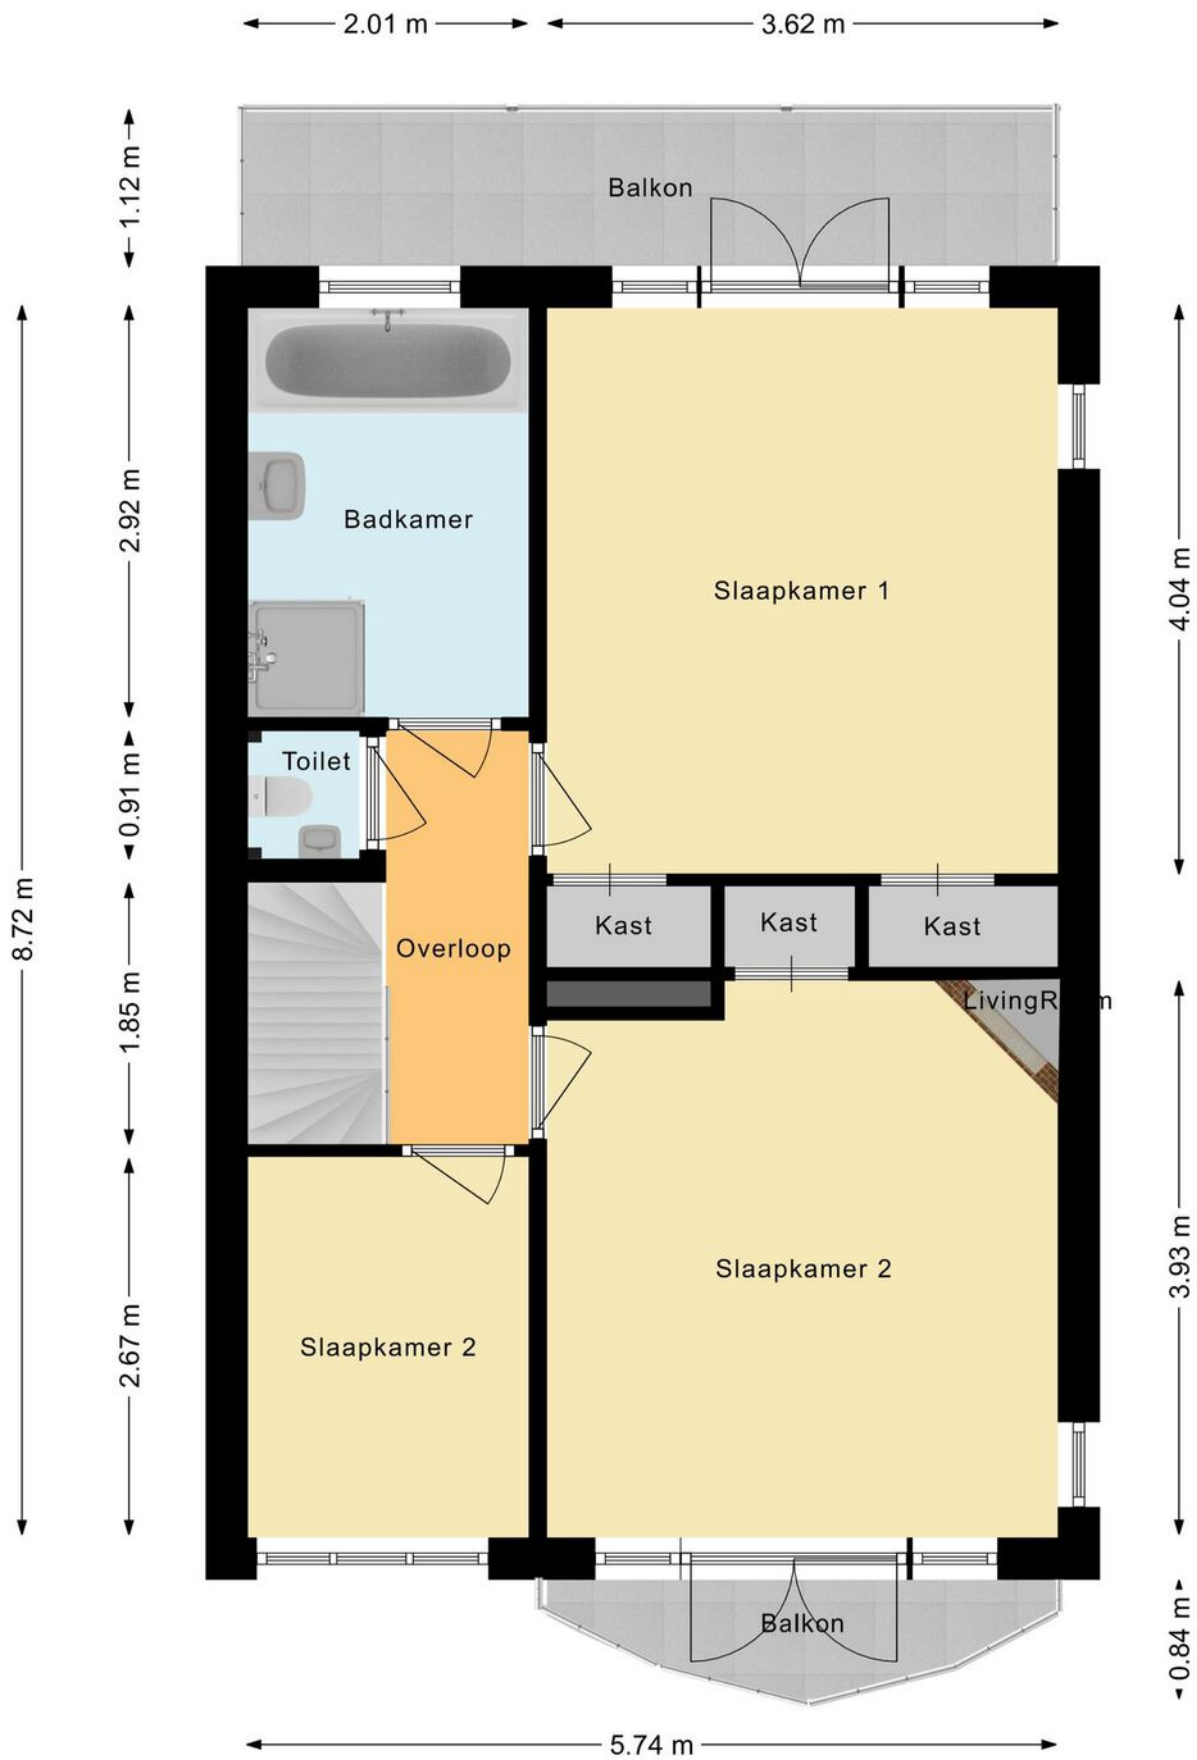 2.01 m
3.62 m
1.12 m
Balkon
2.92 m
Badkamer
4.04 m
Slaapkamer 1
Toilet
0.91 m
8.72 m
Kast
Kast
Kast
Overloop
LivingRoom
1.85 m
3.93 m
Slaapkamer 2
2.67 m
Slaapkamer 2
Balkon
0.84 m
5.74 m